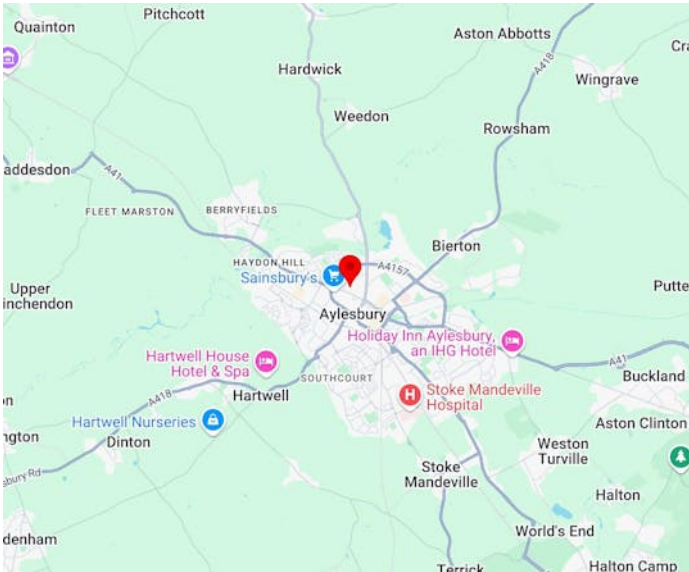 Pitchcott
Quainton
Aston Abbotts
Cra
A418
Hardwick
Wingrave
Weedon
Rowsham
addesdon
A41
FLEET MARSTON
BERRYFIELDS
Bierton
HAYDON HILL
A4157
Sainsbury's
Upper
inchendon
Putte
Aylesbury
Holiday Inn Aylesbury,
an IHG Hotel
Hartwell House
Hotel & Spa
A41
SOUTHCOURT
Buckland
Stoke Mandeville
Hospital
A418
Hartwell
on
Hartwell Nurseries
Aston Clinton
ngton
Dinton
Weston
Turville
Stoke
Mandeville
sbury Rd
Halton
World's End
denham
Terrick
Halton Camp